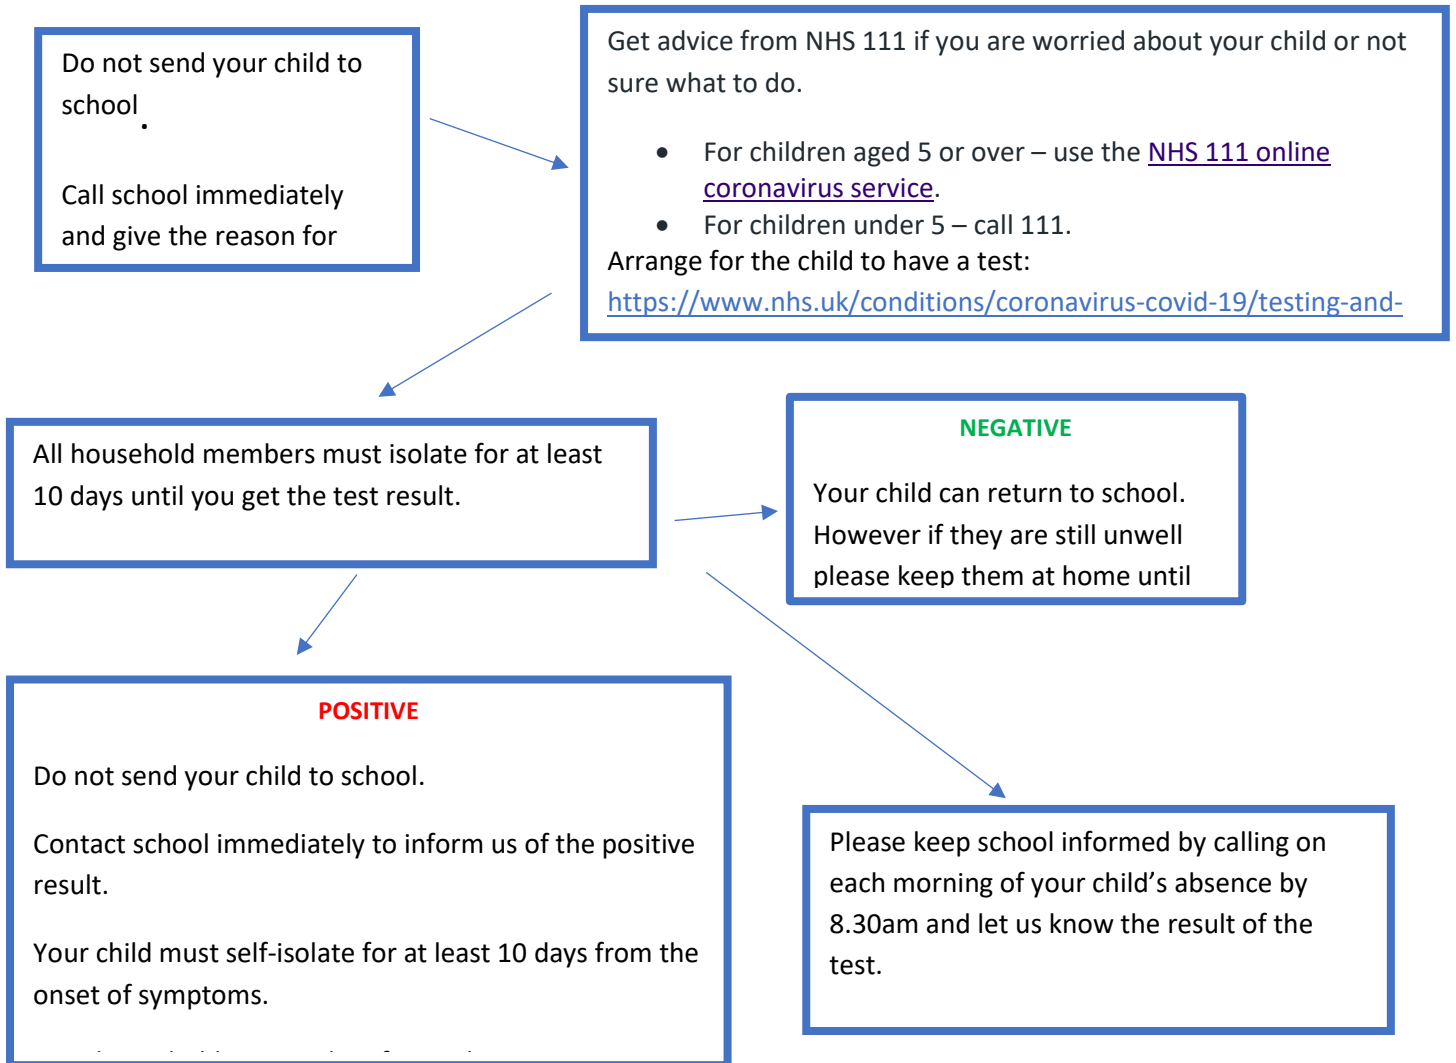 Do not send your child to
school.
Call school immediately
and give the reason for
Get advice from NHS 111 if you are worried about your child or not
sure what to do.
• For children aged 5 or over – use the NHS 111 online
coronavirus service.
• For children under 5 – call 111.
Arrange for the child to have a test:
https://www.nhs.uk/conditions/coronavirus-covid-19/testing-and-
All household members must isolate for at least
10 days until you get the test result.
NEGATIVE
Your child can return to school.
However if they are still unwell
please keep them at home until
POSITIVE
Do not send your child to school.
Contact school immediately to inform us of the positive
result.
Your child must self-isolate for at least 10 days from the
onset of symptoms.
Please keep school informed by calling on
each morning of your child’s absence by
8.30am and let us know the result of the
test.